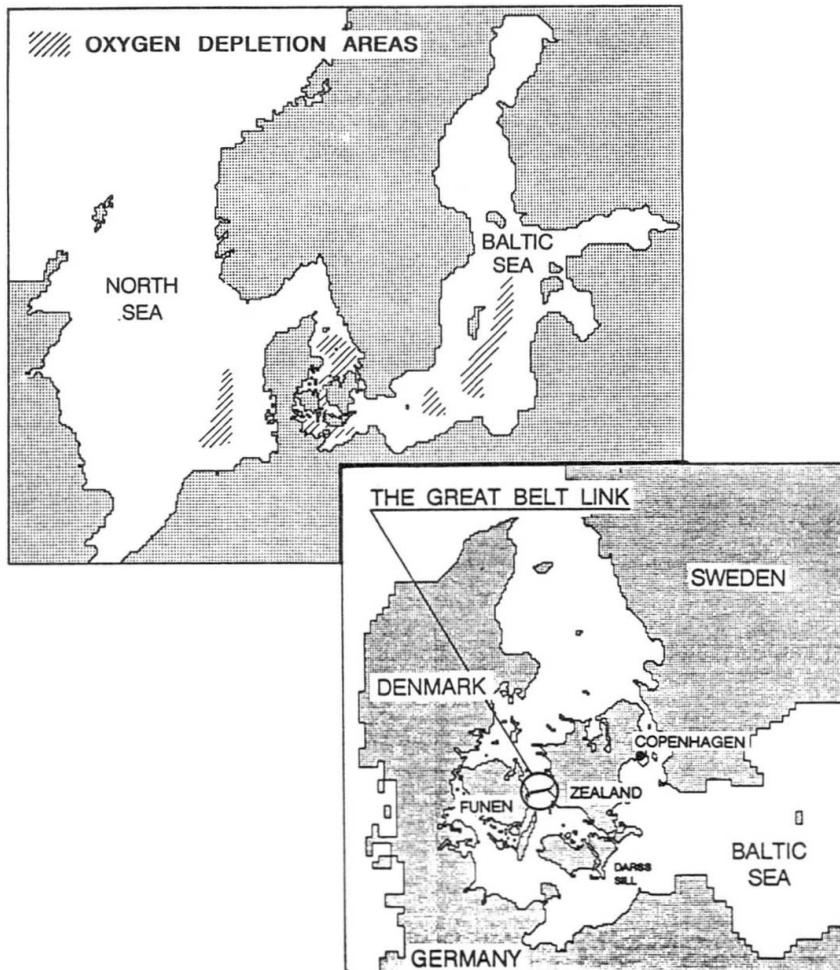 OXYGEN DEPLETION AREAS
NORTH
SEA
BALTIC
SEA
THE GREAT BELT LINK
SWEDEN
DENMARK
COPENHAGEN
FUNEN
ZEALAND
DARSS
SILL
BALTIC
SEA
GERMANY